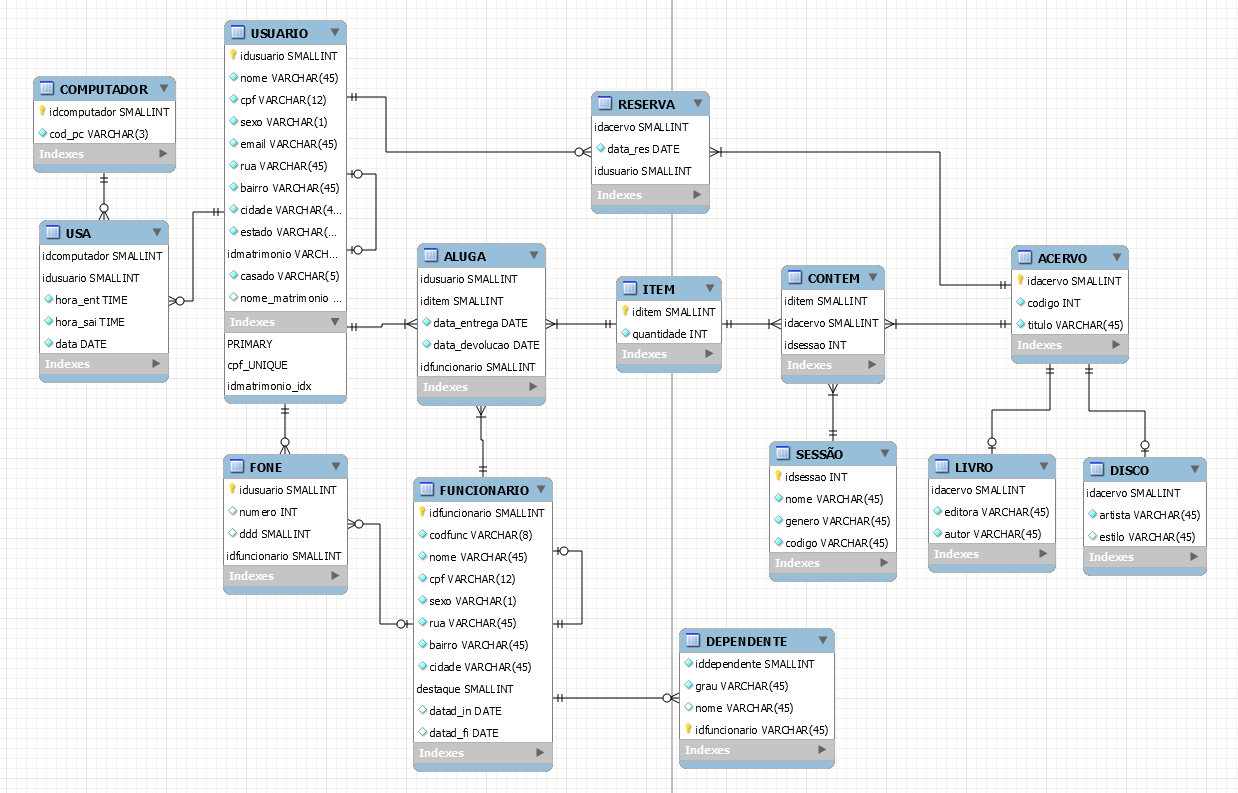 COMPUTADOR
idcomputador SMALLINT
cod_pc VARCHAR(3)
Indexes
USA
idcomputador SMALLINT
idusuario SMALLINT
hora_ent TIME
hora_sai TIME
data DATE
Indexes
USUARIO
idusuario SMALLINT
nome VARCHAR(45)
cpf VARCHAR(12)
sexo VARCHAR(1)
email VARCHAR(45)
rua VARCHAR(45)
bairro VARCHAR(45)
cidade VARCHAR(4...
estado VARCHAR(...
idmatrimonio VARCH...
casado VARCHAR(5)
nome_matrimonio ...
Indexes
PRIMARY
cpf_UNIQUE
idmatrimonio_idx
FONE
idusuario SMALLINT
numero INT
ddd SMALLINT
idfuncionario SMALLINT
Indexes
ALUGA
idusuario SMALLINT
iditem SMALLINT
data_entrega DATE
data_devolucao DATE
idfuncionario SMALLINT
Indexes
FUNCIONARIO
idfuncionario SMALLINT
codfunc VARCHAR(8)
nome VARCHAR(45)
cpf VARCHAR(12)
sexo VARCHAR(1)
rua VARCHAR(45)
bairro VARCHAR(45)
cidade VARCHAR(45)
destaque SMALLINT
datad_in DATE
datad_fi DATE
Indexes
RESERVA
idacervo SMALLINT
data_res DATE
idusuario SMALLINT
Indexes
ITEM
iditem SMALLINT
quantidade INT
Indexes
CONTEM
iditem SMALLINT
idacervo SMALLINT
idsessao INT
Indexes
SESSÃO
idsessao INT
nome VARCHAR(45)
genero VARCHAR(45)
codigo VARCHAR(45)
Indexes
DEPENDENTE
iddependente SMALLINT
grau VARCHAR(45)
nome VARCHAR(45)
idfuncionario VARCHAR(45)
Indexes
ACERVO
idacervo SMALLINT
codigo INT
titulo VARCHAR(45)
Indexes
LIVRO
idacervo SMALLINT
editora VARCHAR(45)
autor VARCHAR(45)
Indexes
DISCO
idacervo SMALLINT
artista VARCHAR(45)
estilo VARCHAR(45)
Indexes